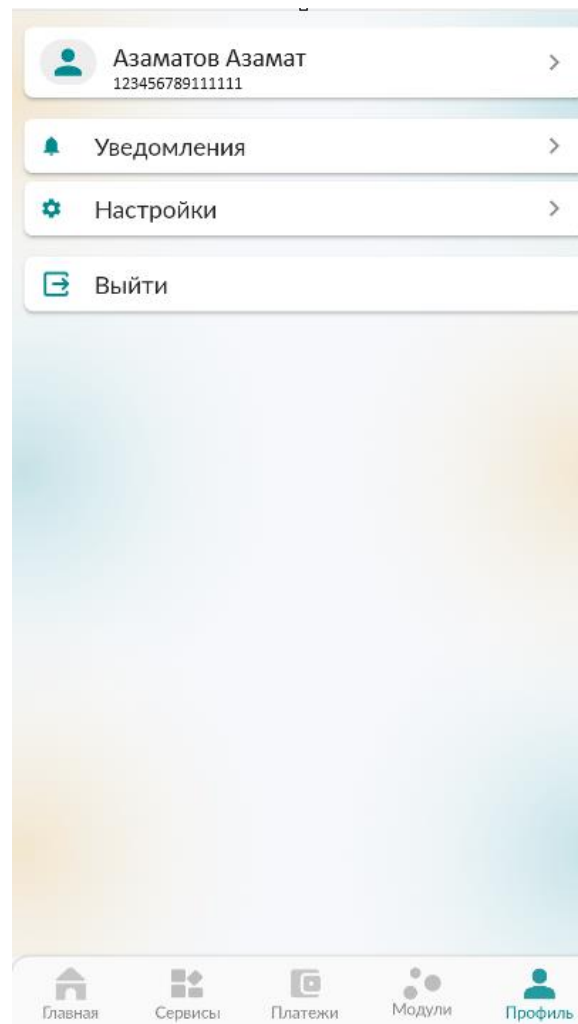 Азаматов Азамат
123456789111111
Уведомления
Настройки
Выйти
Главная Сервисы Платежи Модули Профиль